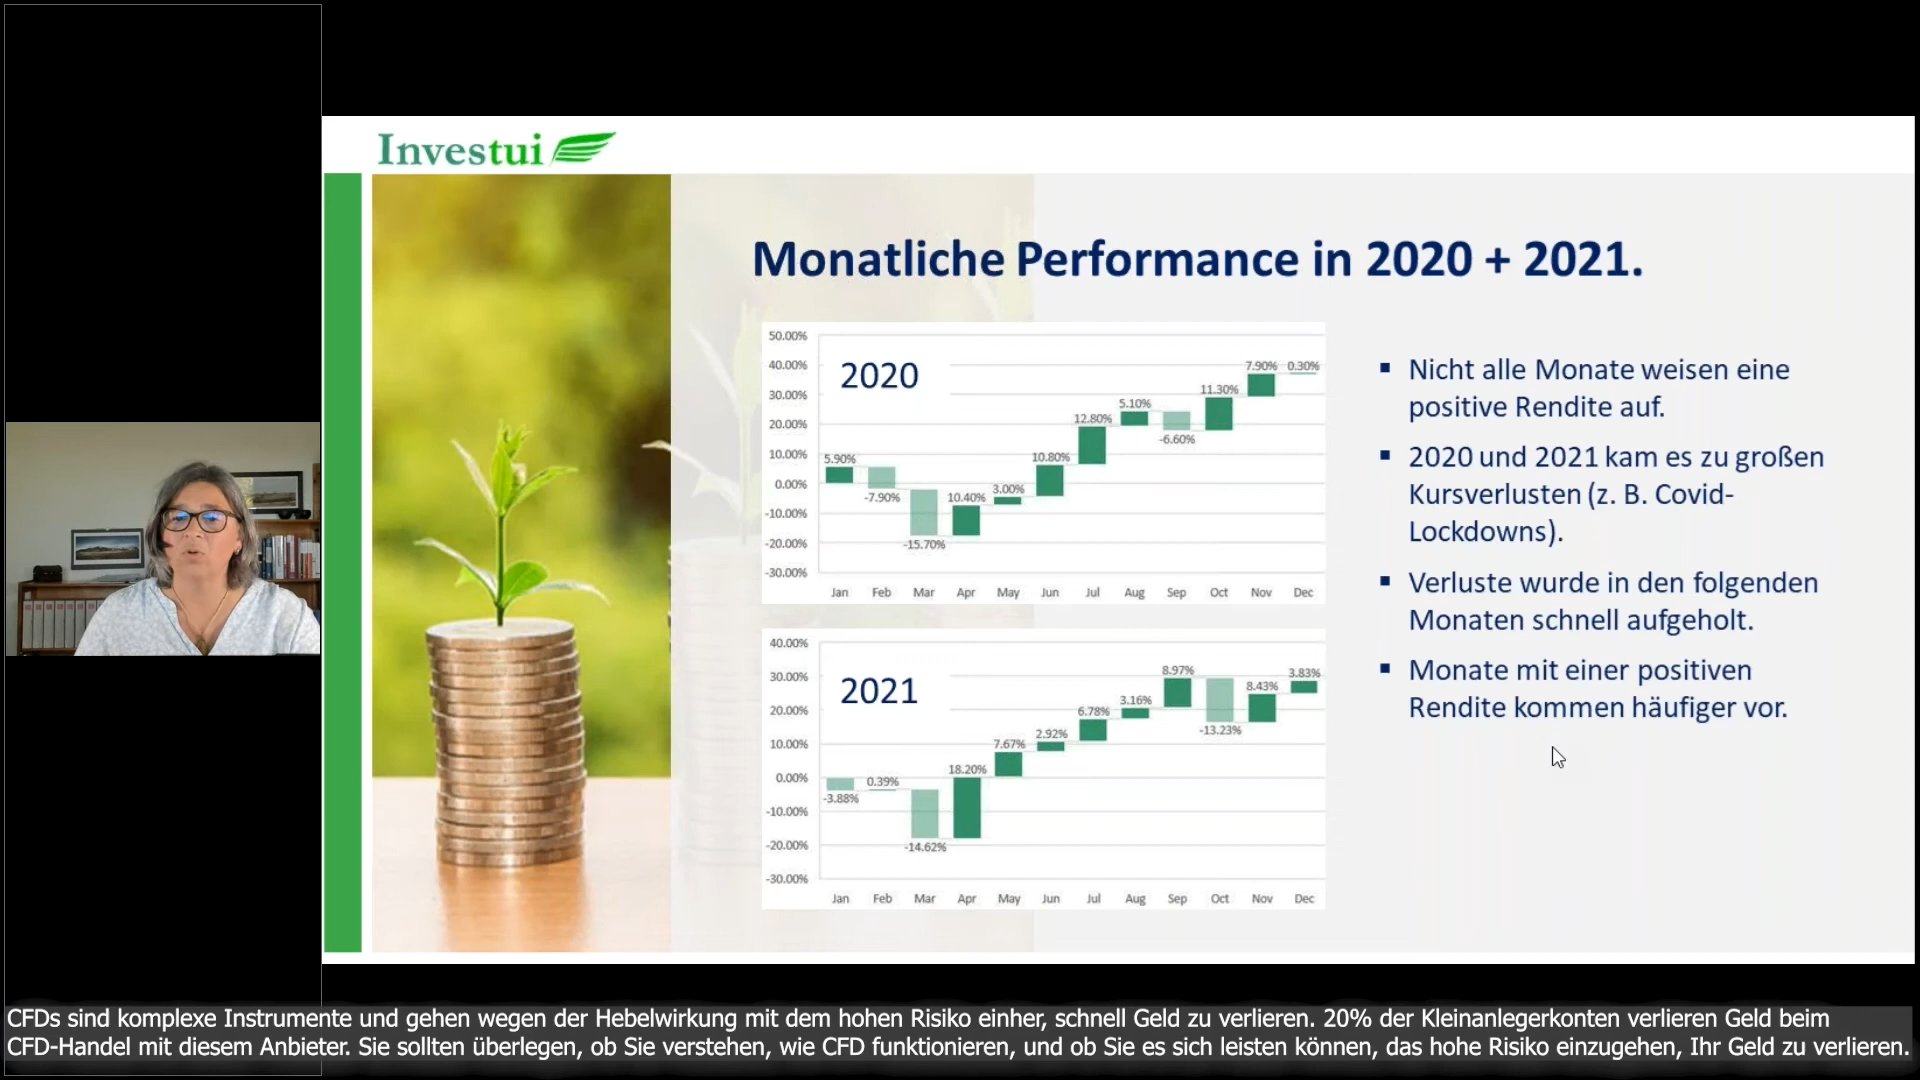 Investui
Monatliche Performance in 2020 + 2021.
2020
50.00%
40.00%
30.00%
20.00%
10.00%
0.00%
-10.00%
-20.00%
-30.00%
5.90%
-7.90%
-15.70%
10.40%
3.00%
10.80%
12.80%
5.10%
-6.60%
11.30%
7.90%
0.30%
Jan Feb Mar Apr May Jun Jul Aug Sep Oct Nov Dec
2021
40.00%
30.00%
20.00%
10.00%
0.00%
-10.00%
-20.00%
-30.00%
-3.88%
0.39%
-14.62%
18.20%
7.67%
2.92%
6.78%
3.16%
8.97%
-13.23%
8.43%
3.83%
Jan Feb Mar Apr May Jun Jul Aug Sep Oct Nov Dec
▪ Nicht alle Monate weisen eine
positive Rendite auf.
▪ 2020 und 2021 kam es zu großen
Kursverlusten (z. B. Covid-
Lockdowns).
▪ Verluste wurde in den folgenden
Monaten schnell aufgeholt.
▪ Monate mit einer positiven
Rendite kommen häufiger vor.
CFDs sind komplexe Instrumente und gehen wegen der Hebelwirkung mit dem hohen Risiko einher, schnell Geld zu verlieren. 20% der Kleinanlegerkonten verlieren Geld beim
CFD-Handel mit diesem Anbieter. Sie sollten überlegen, ob Sie verstehen, wie CFD funktionieren, und ob Sie es sich leisten können, das hohe Risiko einzugehen, Ihr Geld zu verlieren.